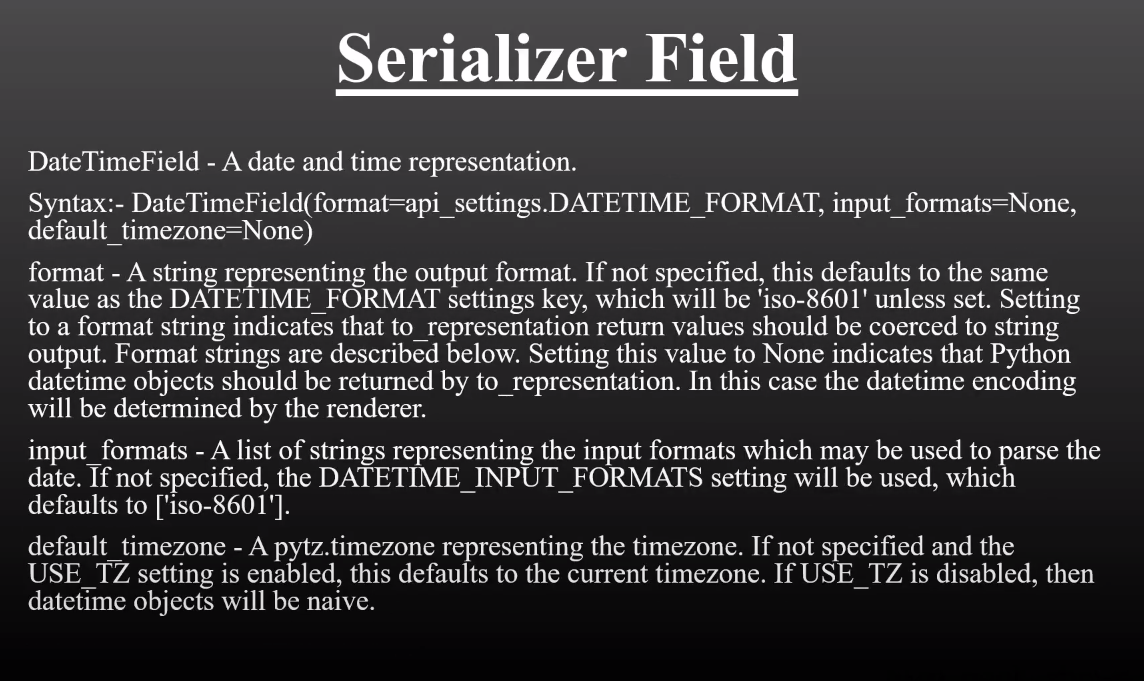 Serializer Field
DateTimeField - A date and time representation.
Syntax:- DateTimeField(format=api_settings.DATETIME_FORMAT, input_formats=None,
default_timezone=None)
format - A string representing the output format. If not specified, this defaults to the same
value as the DATETIME_FORMAT settings key, which will be 'iso-8601' unless set. Setting
to a format string indicates that to_representation return values should be coerced to string
output. Format strings are described below. Setting this value to None indicates that Python
datetime objects should be returned by to_representation. In this case the datetime encoding
will be determined by the renderer.
input_formats - A list of strings representing the input formats which may be used to parse the
date. If not specified, the DATETIME_INPUT_FORMATS setting will be used, which
defaults to ['iso-8601'].
default_timezone - A pytz.timezone representing the timezone. If not specified and the
USE_TZ setting is enabled, this defaults to the current timezone. If USE_TZ is disabled, then
datetime objects will be naive.